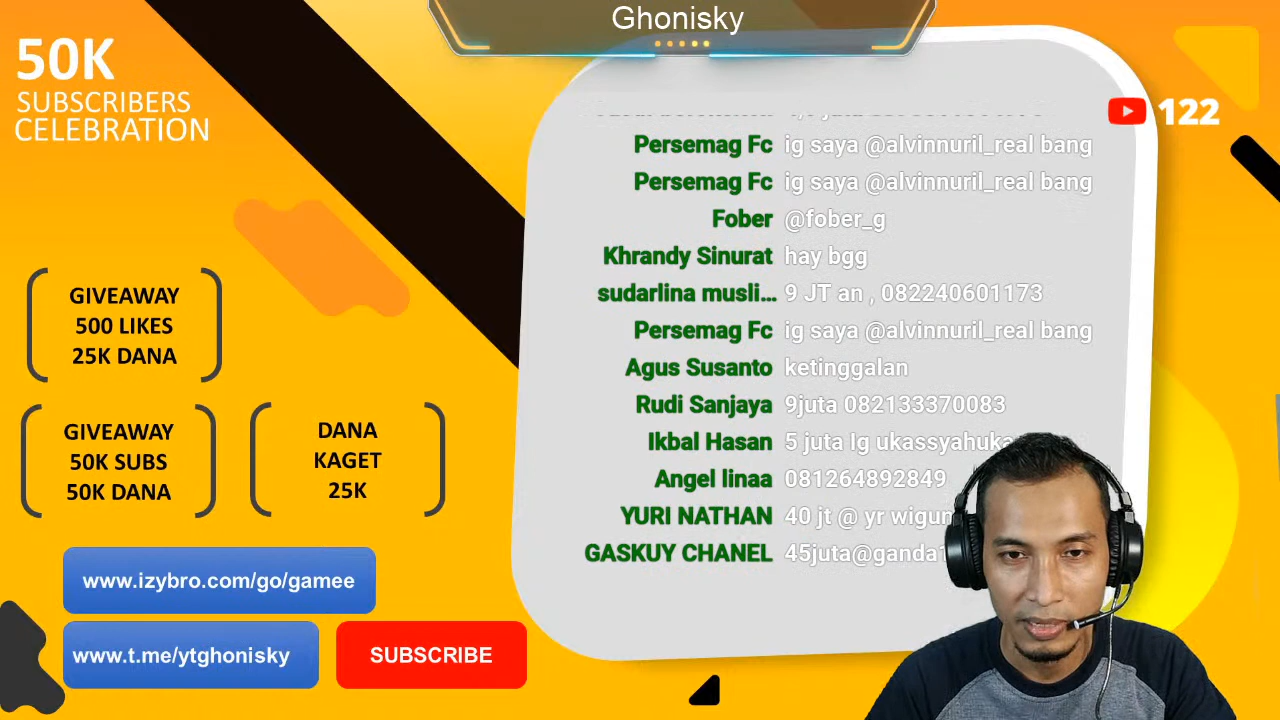 Ghonisky
50K
SUBSCRIBERS
CELEBRATION
122
Persemag Fc ig saya @alvinnuril_real bang
Persemag Fc ig saya @alvinnuril_real bang
Fober @fober_g
Khrandy Sinurat hay bgg
sudarlina musli... 9 JT an , 082240601173
Persemag Fc ig saya @alvinnuril_real bang
Agus Susanto ketinggalan
Rudi Sanjaya 9juta 082133370083
Ikbal Hasan 5 juta Ig
Angel linaa 081264892849
YURI NATHAN 40 jt @ yr
GASKUY CHANEL
GIVEAWAY
500 LIKES
25K DANA
GIVEAWAY
50K SUBS
50K DANA
DANA
KAGET
25K
www.izybro.com/go/gamee
www.t.me/ytghonisky
SUBSCRIBE